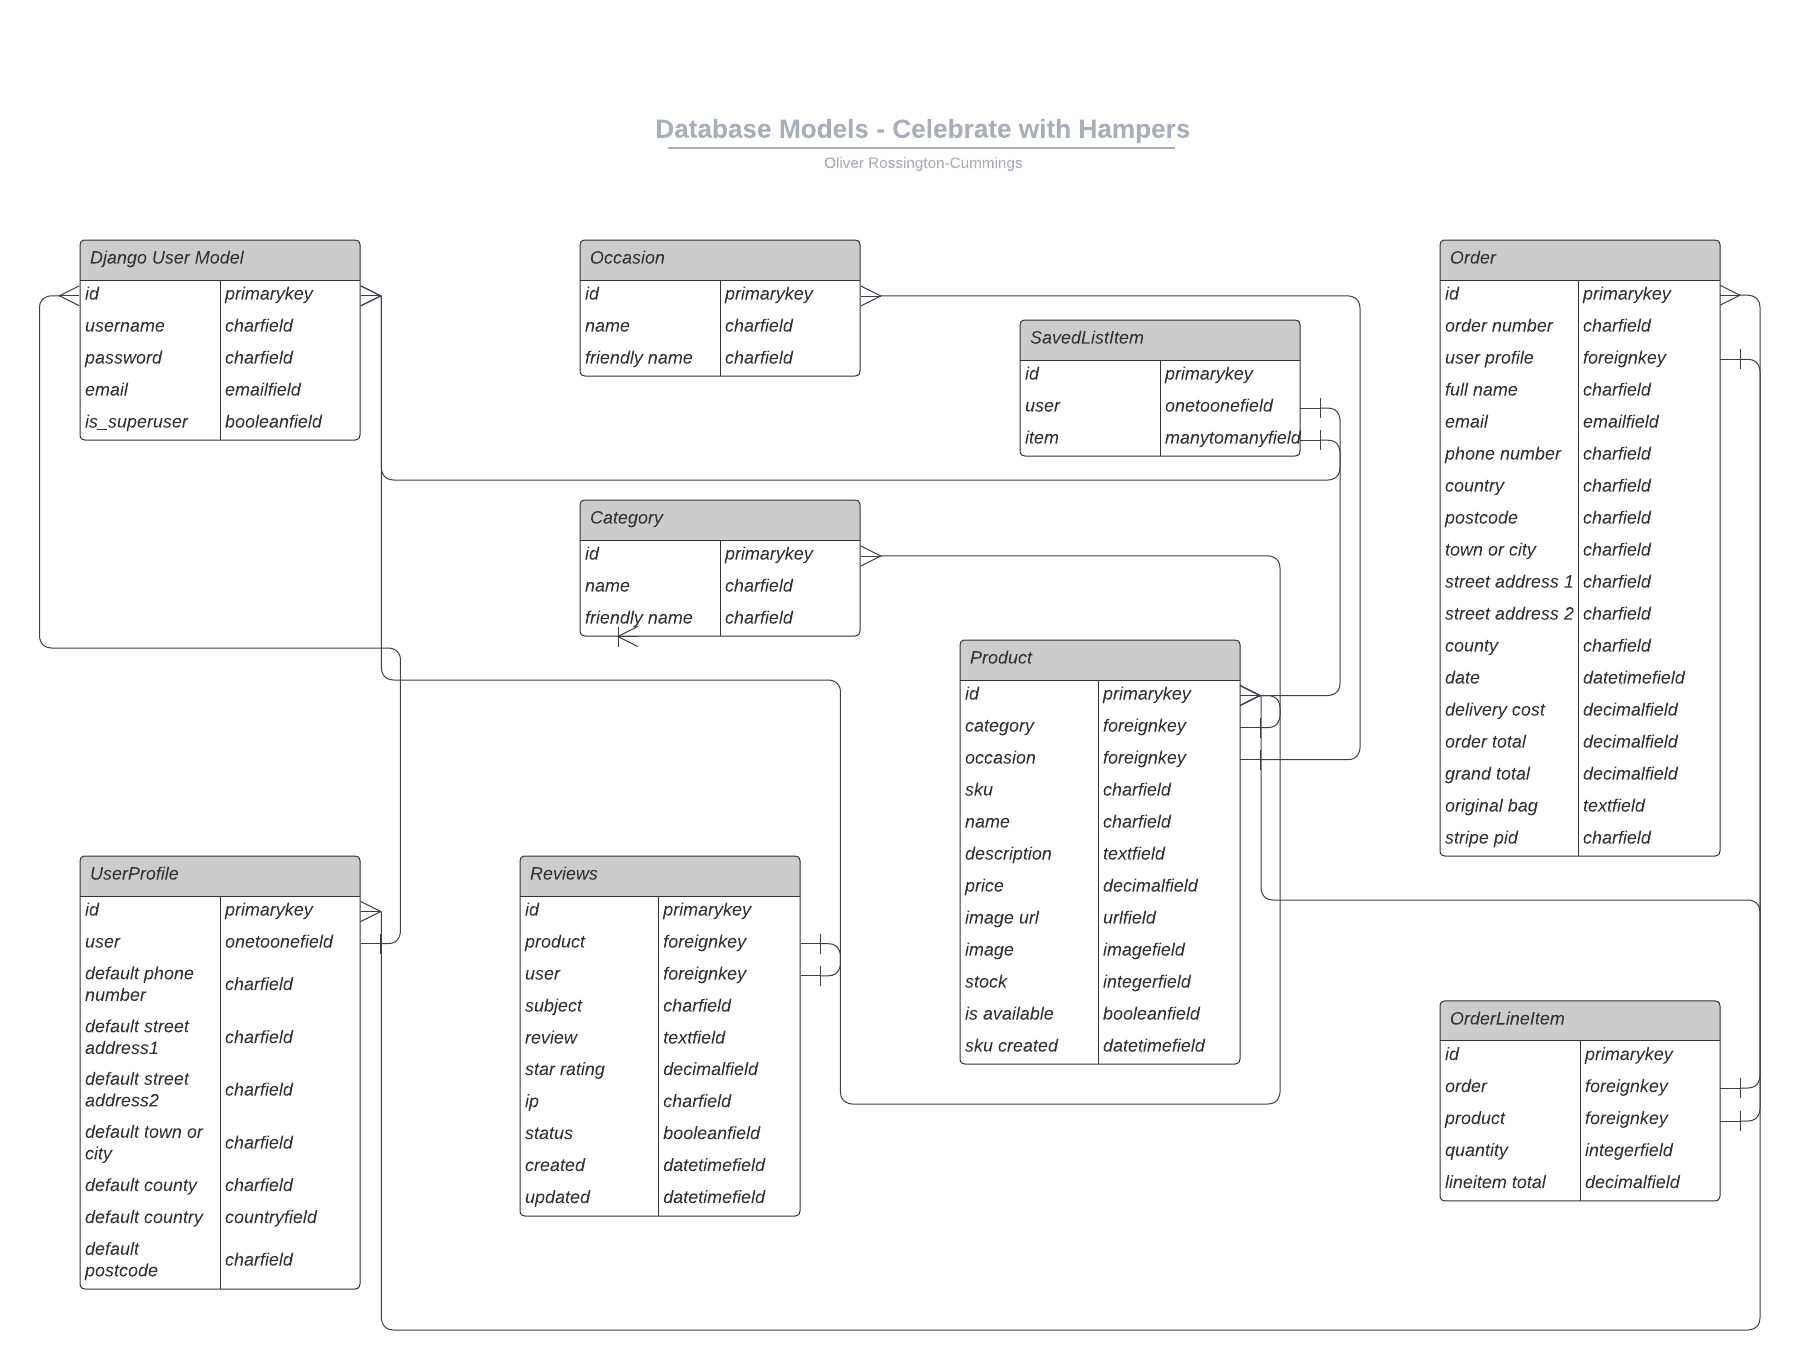 Database Models - Celebrate with Hampers
Oliver Rossington-Cummings
Django User Model
id primarykey
username charfield
password charfield
email emailfield
is_superuser booleanfield
Occasion
id primarykey
name charfield
friendly name charfield
SavedListItem
id primarykey
user onetoonefield
item manytomanyfield
Order
id primarykey
order number charfield
user profile foreignkey
full name charfield
email emailfield
phone number charfield
country charfield
postcode charfield
town or city charfield
street address 1 charfield
street address 2 charfield
county charfield
date datetimefield
delivery cost decimalfield
order total decimalfield
grand total decimalfield
original bag textfield
stripe pid charfield
Category
id primarykey
name charfield
friendly name charfield
Product
id primarykey
category foreignkey
occasion foreignkey
sku charfield
name charfield
description textfield
price decimalfield
image url urlfield
image imagefield
stock integerfield
is available booleanfield
sku created datetimefield
UserProfile
id primarykey
user onetoonefield
default phone
number
charfield
default street
address1
charfield
default street
address2
charfield
default town or
city
charfield
default county charfield
default country countryfield
default
postcode
charfield
Reviews
id primarykey
product foreignkey
user foreignkey
subject charfield
review textfield
star rating decimalfield
ip charfield
status booleanfield
created datetimefield
updated datetimefield
OrderLineItem
id primarykey
order foreignkey
product foreignkey
quantity integerfield
lineitem total decimalfield